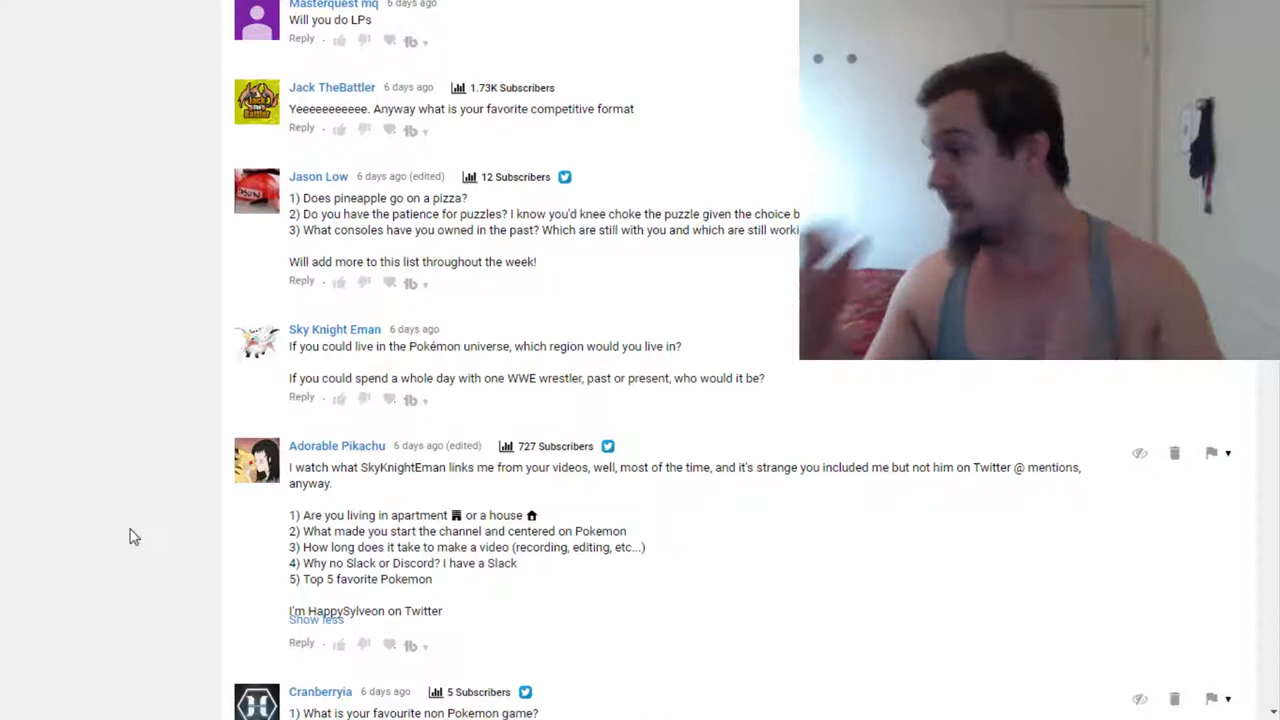 Masterquest mq 6 days ago
Will you do LPs
Reply
Jack TheBattler 6 days ago 1.73K Subscribers
Yeeeeeeeeeee. Anyway what is your favorite competitive format
Reply
Jason Low 6 days ago (edited) 12 Subscribers
1) Does pineapple go on a pizza?
2) Do you have the patience for puzzles? I know you'd knee choke the puzzle given the choice b
3) What consoles have you owned in the past? Which are still with you and which are still worki
Will add more to this list throughout the week!
Reply
Sky Knight Eman 6 days ago
If you could live in the Pokémon universe, which region would you live in?
If you could spend a whole day with one WWE wrestler, past or present, who would it be?
Reply
Adorable Pikachu 6 days ago (edited) 727 Subscribers
I watch what SkyKnightEman links me from your videos, well, most of the time, and it's strange you included me but not him on Twitter @ mentions,
anyway.
1) Are you living in apartment or a house
2) What made you start the channel and centered on Pokemon
3) How long does it take to make a video (recording, editing, etc...)
4) Why no Slack or Discord? I have a Slack
5) Top 5 favorite Pokemon
I'm HappySylveon on Twitter
Show less
Reply
Cranberryia 6 days ago 5 Subscribers
1) What is your favourite non Pokemon game?